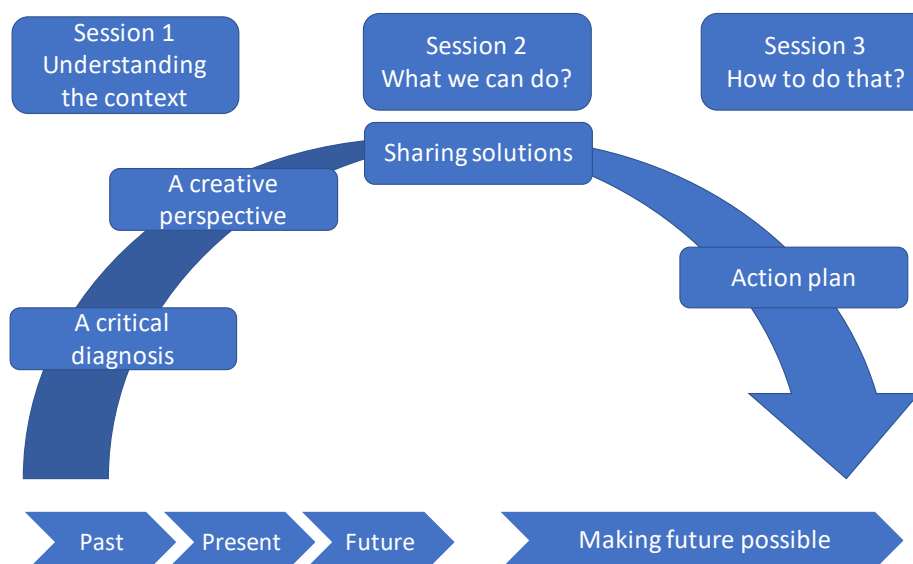 Session 1
Understanding
the context
Session 2
What we can do?
Session 3
How to do that?
Sharing solutions
A creative
perspective
Action plan
A critical
diagnosis
Past
Present
Future
Making future possible